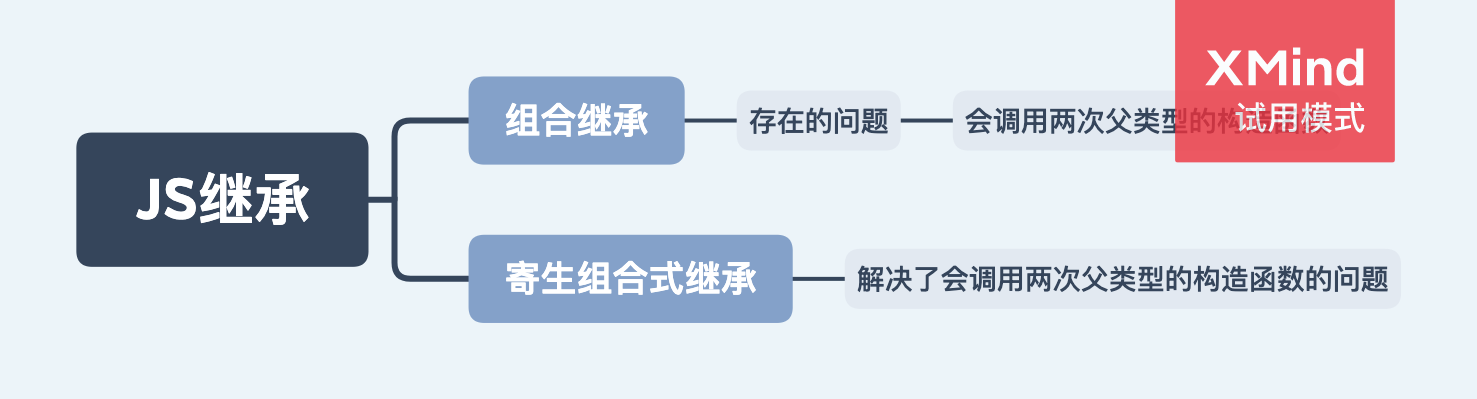 JS继承
组合继承
存在的问题
会调用两次父类型的构造
XMind
试用模式
寄生组合式继承
解决了会调用两次父类型的构造函数的问题